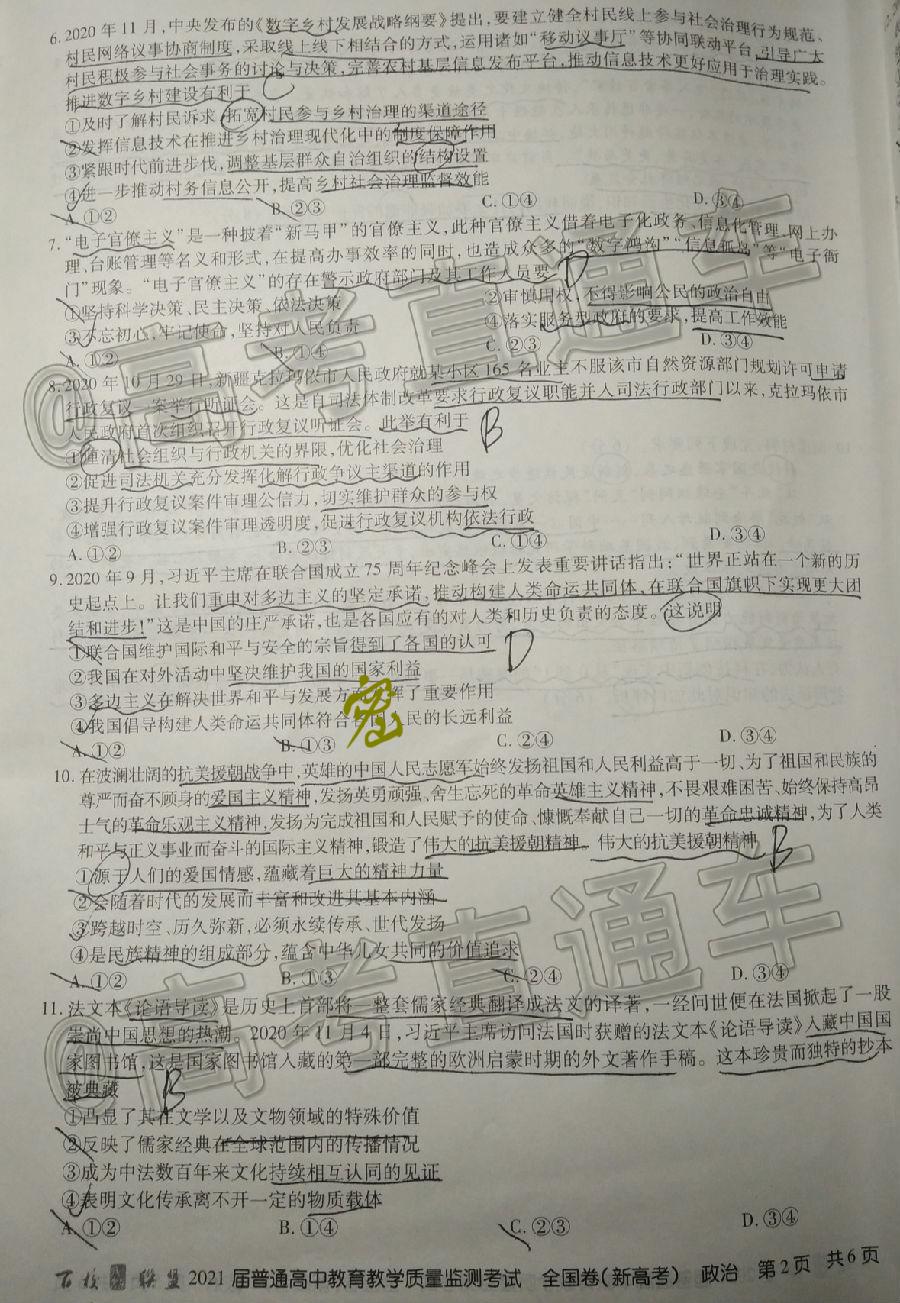 6. 2020 年 11 月,中央发布的《数字乡村发展战略纲要》提出,要建立健全村民线上参与社会治理行为规范、
村民网络议事协商制度,采取线上线下相结合的方式,运用诸如“移动议事厅”等协同联动平台,引导广大
村民积极参与社会事务的讨论与决策,完善农村基层信息发布平台,推动信息技术更好应用于治理实践。
推进数字乡村建设有利于 C
①及时了解村民诉求,拓宽村民参与乡村治理的渠道途径
②发挥信息技术在推进乡村治理现代化中的制度保障作用
③紧跟时代前进步伐,调整基层群众自治组织的结构设置
④进一步推动村务信息公开,提高乡村社会治理监督效能
A. ①② B. ②③ C. ①④ D. ③④
7. “电子官僚主义”是一种披着“新马甲”的官僚主义,此种官僚主义借着电子化政务、信息化管理、网上办
理,台账管理等名义和形式,在提高办事效率的同时,也造成众多的“数字鸿沟”“信息孤岛”等“电子衙
门”现象。“电子官僚主义”的存在警示政府部门及其工作人员要 D
①坚持科学决策、民主决策、依法决策 ②审慎用权,不得影响公民的政治自由
③不忘初心,牢记使命,坚持对人民负责 ④落实服务型政府的要求,提高工作效能
A. ①② B. ①④ C. ②③ D. ③④
8. 2020 年 10 月 29 日,新疆克拉玛依市人民政府就某小区 165 名业主不服该市自然资源部门规划许可申请
行政复议一案举行听证会。这是自司法体制改革要求行政复议职能并入司法行政部门以来,克拉玛依市
人民政府首次组织召开行政复议听证会。此举有利于 B
①廓清社会组织与行政机关的界限,优化社会治理
②促进司法机关充分发挥化解行政争议主渠道的作用
③提升行政复议案件审理公信力,切实维护群众的参与权
④增强行政复议案件审理透明度,促进行政复议机构依法行政
A. ①② B. ②③ C. ①④ D. ③④
9. 2020 年 9 月,习近平主席在联合国成立 75 周年纪念峰会上发表重要讲话指出:“世界正站在一个新的历
史起点上。让我们重申对多边主义的坚定承诺,推动构建人类命运共同体,在联合国旗帜下实现更大团
结和进步!”这是中国的庄严承诺,也是各国应有的对人类和历史负责的态度。这说明
①联合国维护国际和平与安全的宗旨得到了各国的认可 D
②我国在对外活动中坚决维护我国的国家利益
③多边主义在解决世界和平与发展方面发挥了重要作用
④我国倡导构建人类命运共同体符合各国人民的长远利益
A. ①② B. ①③ C. ②④ D. ③④
10. 在波澜壮阔的抗美援朝战争中,英雄的中国人民志愿军始终发扬祖国和人民利益高于一切、为了祖国和民族的
尊严而奋不顾身的爱国主义精神,发扬英勇顽强、舍生忘死的革命英雄主义精神,不畏艰难困苦、始终保持高昂
士气的革命乐观主义精神,发扬为完成祖国和人民赋予的使命、慷慨奉献自己一切的革命忠诚精神,为了人类
和平与正义事业而奋斗的国际主义精神,锻造了伟大的抗美援朝精神。伟大的抗美援朝精神 B
①源于人们的爱国情感,蕴藏着巨大的精神力量
②会随着时代的发展而丰富和改进其基本内涵
③跨越时空、历久弥新,必须永续传承、世代发扬
④是民族精神的组成部分,蕴含中华儿女共同的价值追求
A. ①② B. ①③ C. ②④ D. ③④
11. 法文本《论语导读》是历史上首部将一整套儒家经典翻译成法文的译著,一经问世便在法国掀起了一股
崇尚中国思想的热潮。2020 年 11 月 4 日,习近平主席访问法国时获赠的法文本《论语导读》入藏中国国
家图书馆,这是国家图书馆入藏的第一部完整的欧洲启蒙时期的外文著作手稿。这本珍贵而独特的抄本
被典藏 B
①凸显了其在文学以及文物领域的特殊价值
②反映了儒家经典在全球范围内的传播情况
③成为中法数百年来文化持续相互认同的见证
④表明文化传承离不开一定的物质载体
A. ①② B. ①④ C. ②③ D. ③④
百校联盟 2021 届普通高中教育教学质量监测考试 全国卷(新高考) 政治 第2页 共6页
@高考直通车
@高考直通车